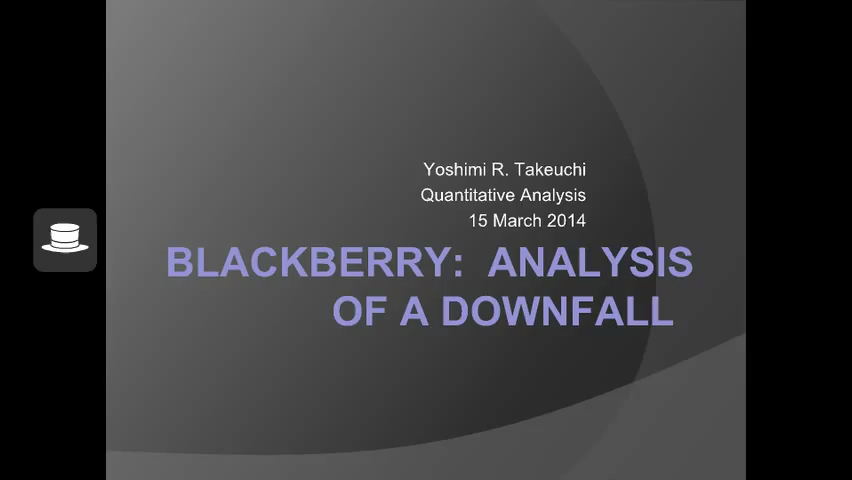 Yoshimi R. Takeuchi
Quantitative Analysis
15 March 2014
BLACKBERRY: ANALYSIS
OF A DOWNFALL